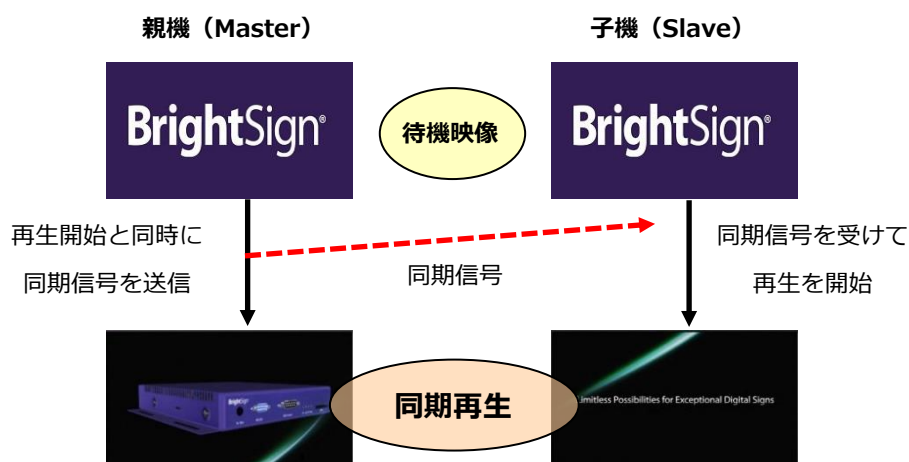 親機（Master）
子機（Slave）
BrightSign®
待機映像
BrightSign®
再生開始と同時に
同期信号を送信
同期信号
同期信号を受けて
再生を開始
BrightSign
同期再生
Limitless Possibilities for Exceptional Digital Signs